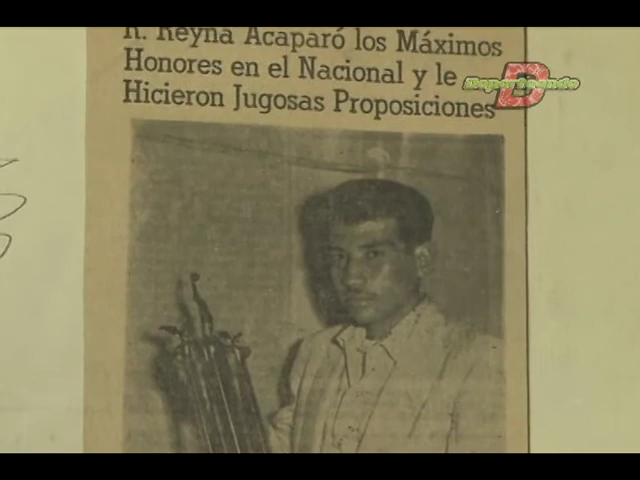 R. Reyna Acaparó los Máximos
Honores en el Nacional y le
Hicieron Jugosas Proposiciones
D